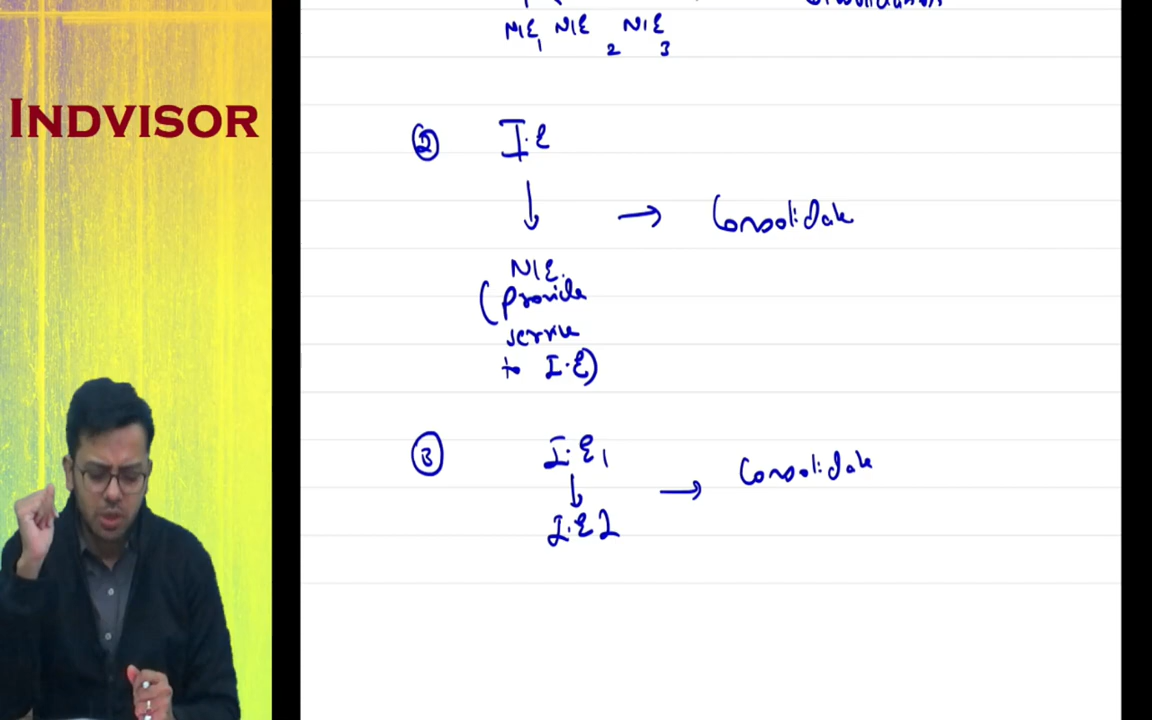 INDVISOR
NIE1 NIE2 NIE3
② I.E
↓
→ Consolidate
NIE.
(Provide
service
to I.E)
③ I.E1
↓
→ Consolidate
I.E2